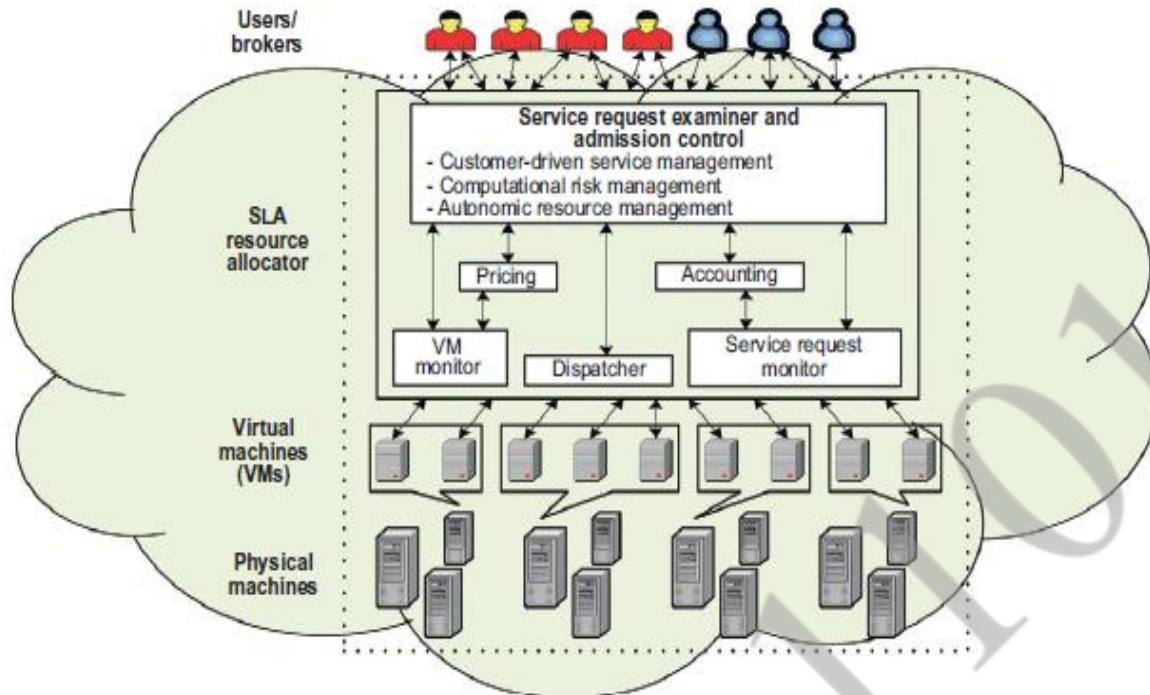 Users/
brokers
Service request examiner and
admission control
- Customer-driven service management
- Computational risk management
- Autonomic resource management
SLA
resource
allocator
Pricing
Accounting
VM
monitor
Dispatcher
Service request
monitor
Virtual
machines
(VMs)
Physical
machines